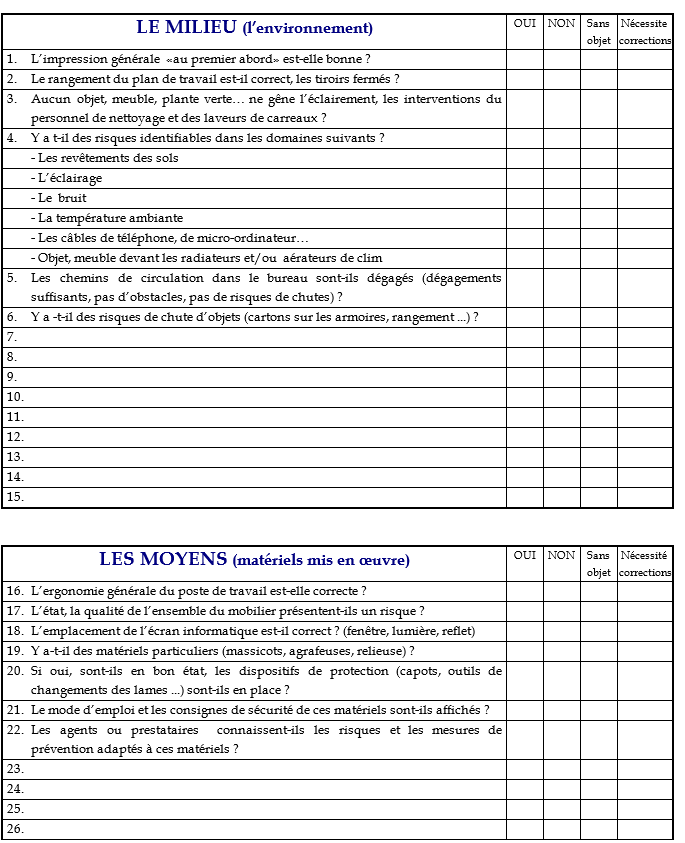 LE MILIEU (l'environnement) OUI NON Sans objet Nécessite corrections
1. L'impression générale «au premier abord» est-elle bonne ?
2. Le rangement du plan de travail est-il correct, les tiroirs fermés ?
3. Aucun objet, meuble, plante verte… ne gêne l'éclairement, les interventions du
personnel de nettoyage et des laveurs de carreaux ?
4. Y a t-il des risques identifiables dans les domaines suivants ?
- Les revêtements des sols
- L'éclairage
- Le bruit
- La température ambiante
- Les câbles de téléphone, de micro-ordinateur…
- Objet, meuble devant les radiateurs et/ou aérateurs de clim
5. Les chemins de circulation dans le bureau sont-ils dégagés (dégagements
suffisants, pas d'obstacles, pas de risques de chutes) ?
6. Y a -t-il des risques de chute d'objets (cartons sur les armoires, rangement ...) ?
7.
8.
9.
10.
11.
12.
13.
14.
15.
LES MOYENS (matériels mis en œuvre) OUI NON Sans objet Nécessité corrections
16. L'ergonomie générale du poste de travail est-elle correcte ?
17. L'état, la qualité de l'ensemble du mobilier présentent-ils un risque ?
18. L'emplacement de l'écran informatique est-il correct ? (fenêtre, lumière, reflet)
19. Y a-t-il des matériels particuliers (massicots, agrafeuses, relieuse) ?
20. Si oui, sont-ils en bon état, les dispositifs de protection (capots, outils de
changements des lames ...) sont-ils en place ?
21. Le mode d'emploi et les consignes de sécurité de ces matériels sont-ils affichés ?
22. Les agents ou prestataires connaissent-ils les risques et les mesures de
prévention adaptés à ces matériels ?
23.
24.
25.
26.